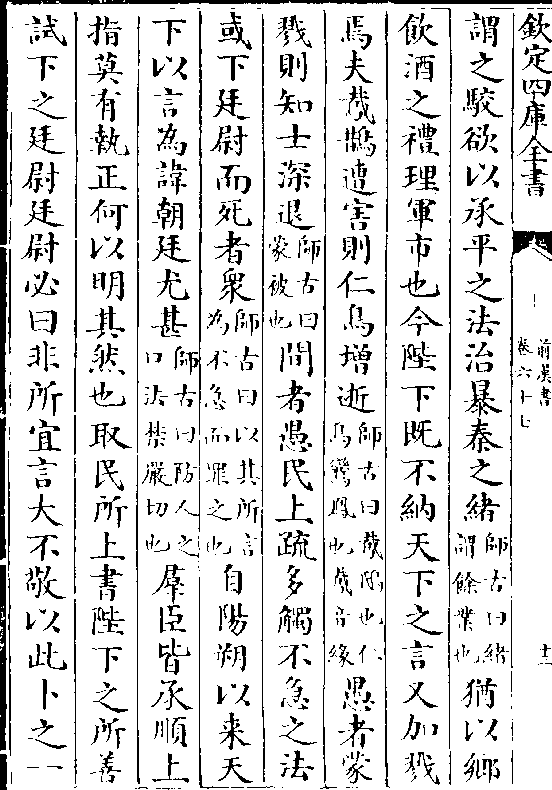 欽定四庫全書
前漢書
卷六十七
十二
謂之駮欲以承平之法治暴秦之緒師古曰緒謂餘業也猶以鄉
飲酒之禮理軍市也今陛下既不納天下之言又加戮
焉夫䳒鵲遭害則仁鳥增逝師古曰䳒鴟也仁鳥鸞鳳也䳒音緣愚者蒙
戮則知士深退師古曰蒙被也間者愚民上疏多觸不急之法
或下廷尉而死者衆師古曰以其所言為不急而罪之也自陽朔以来天
下以言為諱朝廷尤甚師古曰防人之口法禁嚴切也羣臣皆承順上
指莫有執正何以明其然也取民所上書陛下之所善
試下之廷尉廷尉必曰非所宜言大不敬以此卜之一